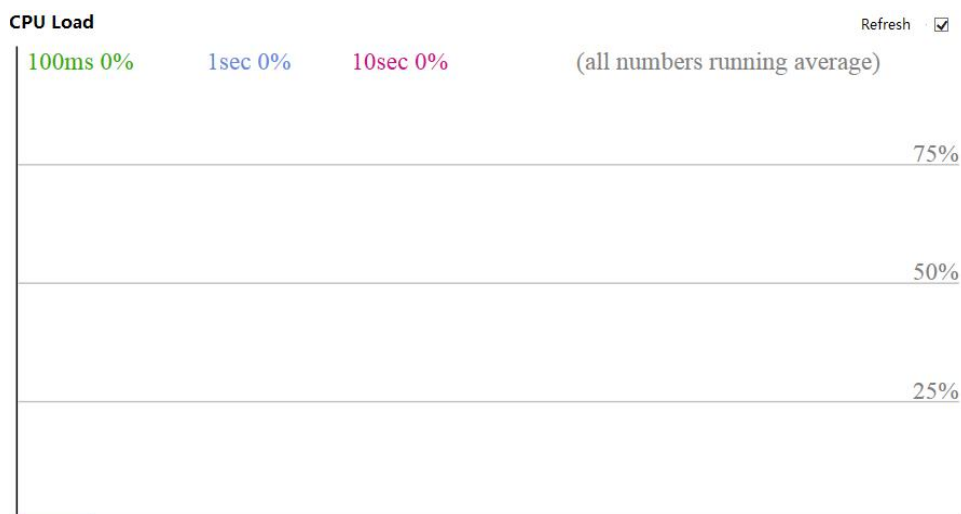 CPU Load
Refresh
100ms 0% 1sec 0% 10sec 0% (all numbers running average)
75%
50%
25%